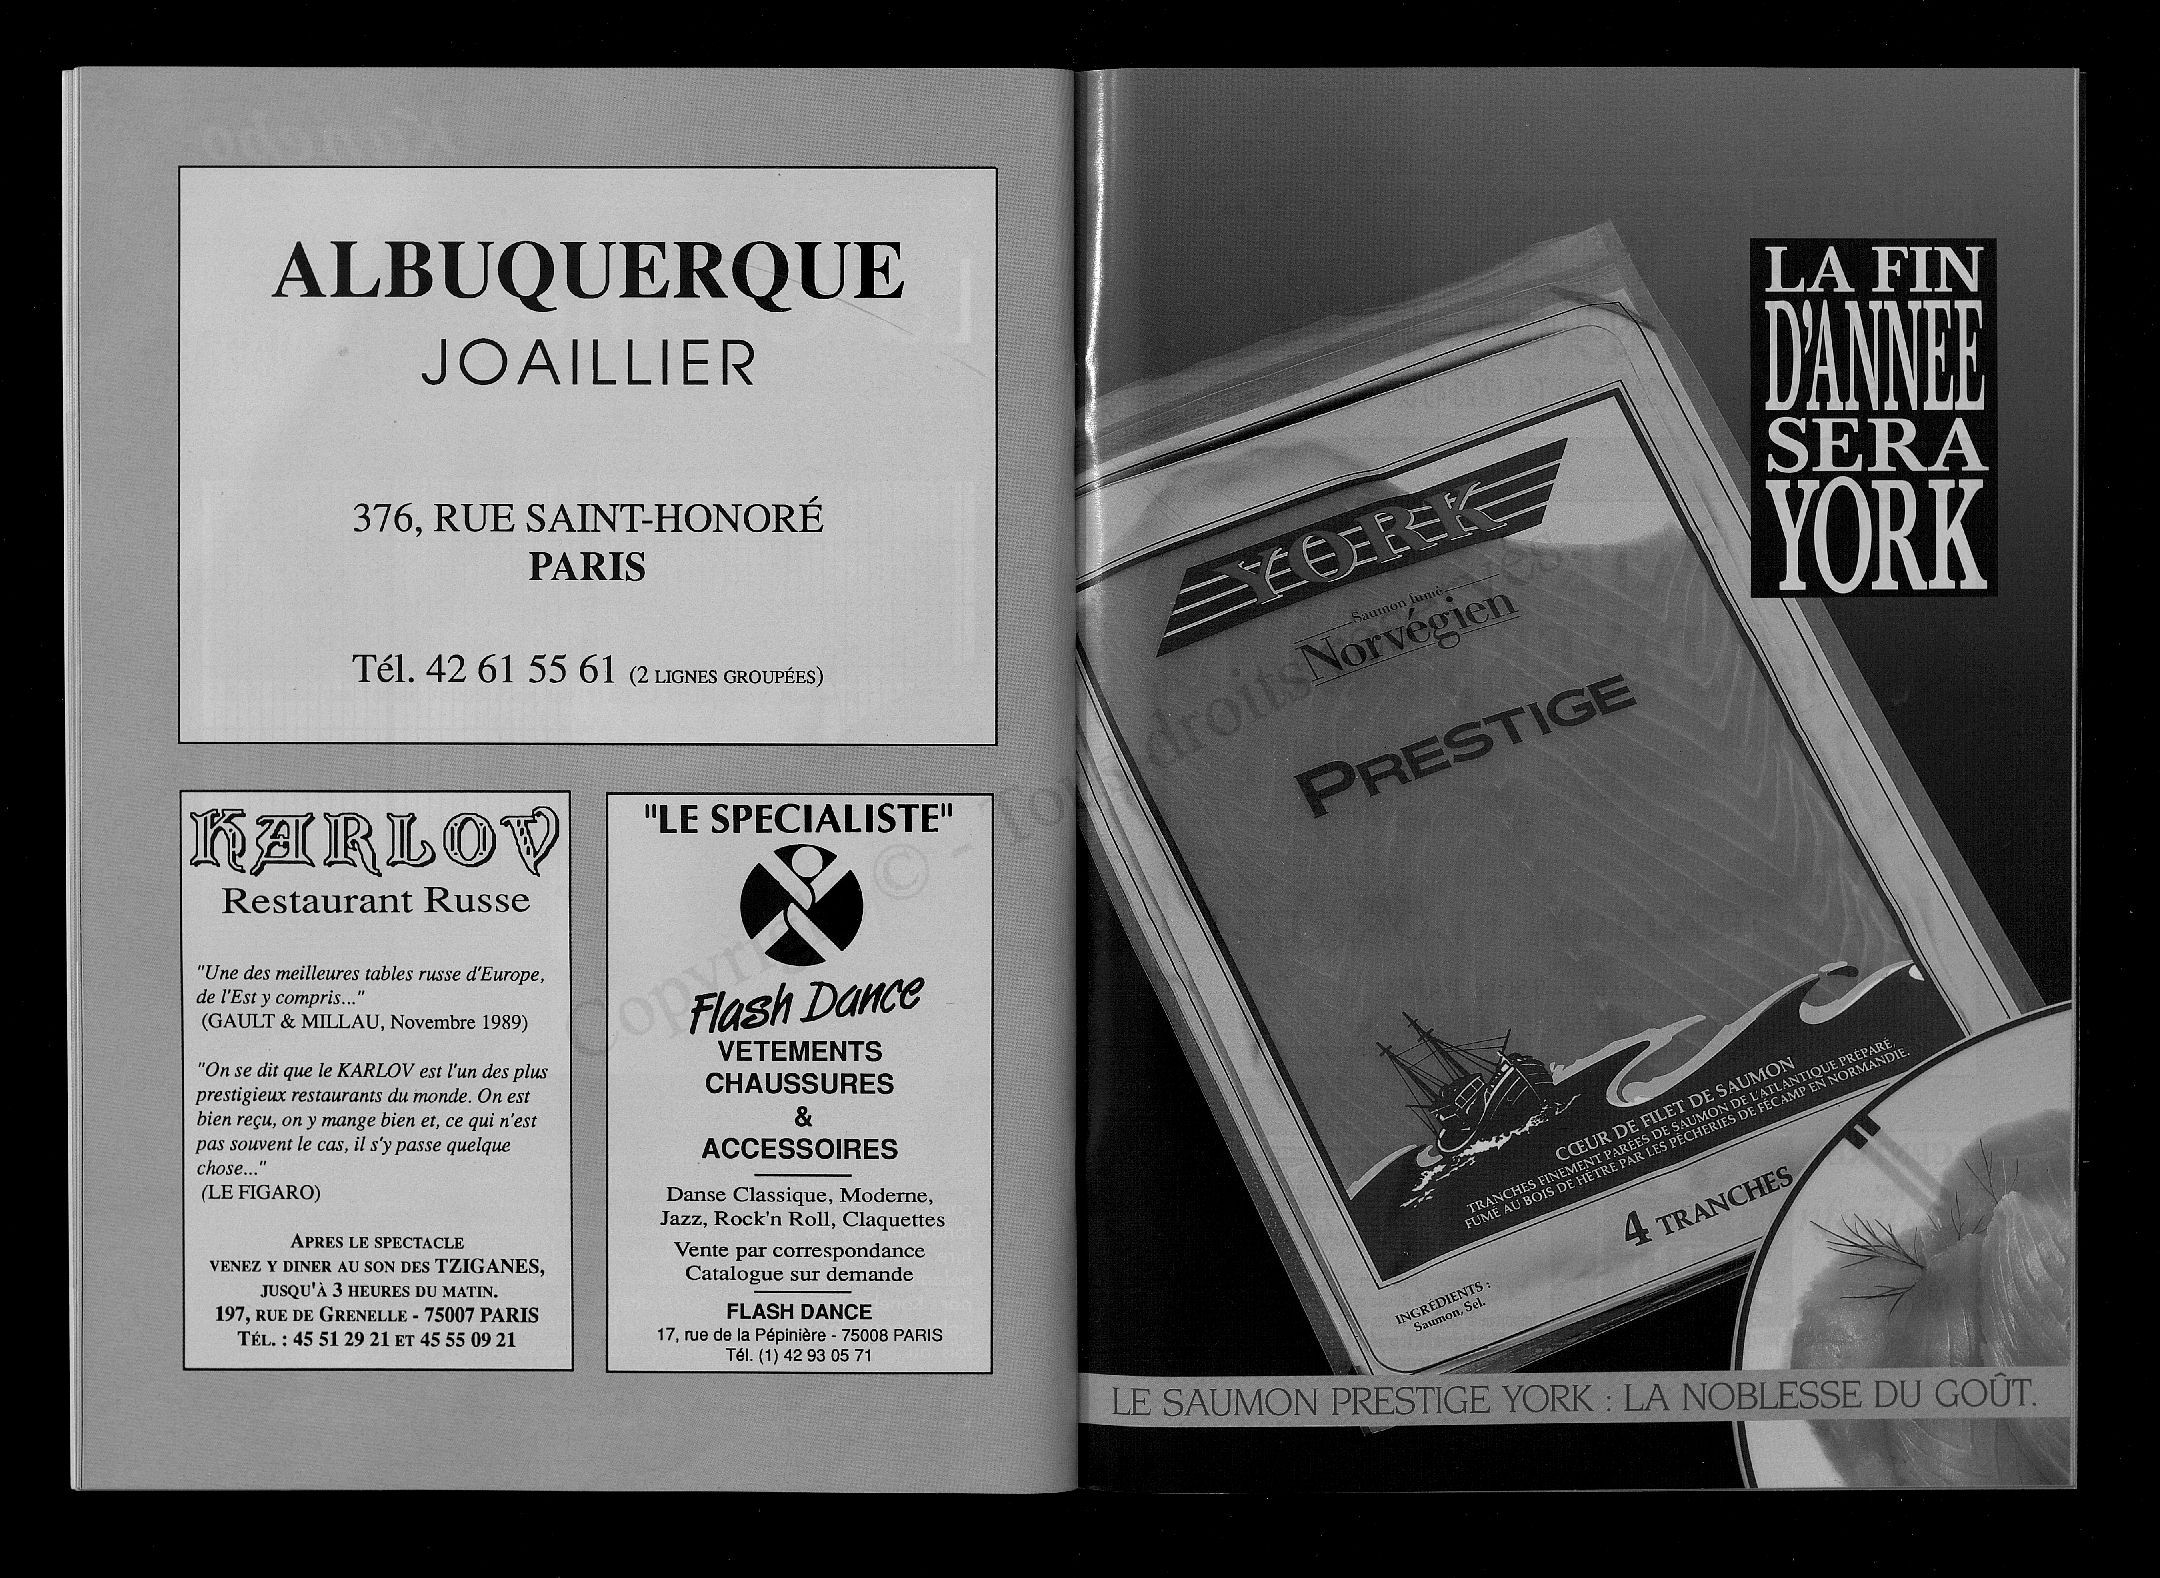 ALBUQUERQUE
JOAILLIER
376, RUE SAINT-HONORÉ
PARIS
Tél. 42 61 55 61 (2 LIGNES GROUPÉES)
KARLOV
Restaurant Russe
"Une des meilleures tables russe d'Europe,
de l'Est y compris..."
(GAULT & MILLAU, Novembre 1989)
"On se dit que le KARLOV est l'un des plus
prestigieux restaurants du monde. On est
bien reçu, on y mange bien et, ce qui n'est
pas souvent le cas, il s'y passe quelque
chose..."
(LE FIGARO)
APRES LE SPECTACLE
VENEZ Y DINER AU SON DES TZIGANES,
JUSQU'À 3 HEURES DU MATIN.
197, RUE DE GRENELLE - 75007 PARIS
TÉL. : 45 51 29 21 ET 45 55 09 21
"LE SPECIALISTE"
Flash Dance
VETEMENTS
CHAUSSURES
&
ACCESSOIRES
Danse Classique, Moderne,
Jazz, Rock'n Roll, Claquettes
Vente par correspondance
Catalogue sur demande
FLASH DANCE
17, rue de la Pépinière - 75008 PARIS
Tél. (1) 42 93 05 71
LA FIN
D'ANNEE
SERA
YORK
YORK
Saumon fumé
Norvégien
PRESTIGE
CŒUR DE FILET DE SAUMON
TRANCHES FINEMENT PARÉES DE SAUMON DE L'ATLANTIQUE PRÉPARÉ,
FUMÉ AU BOIS DE HÊTRE PAR LES PÊCHERIES DE FÉCAMP EN NORMANDIE.
4 TRANCHES
INGRÉDIENTS :
Saumon, Sel.
LE SAUMON PRESTIGE YORK : LA NOBLESSE DU GOÛT.